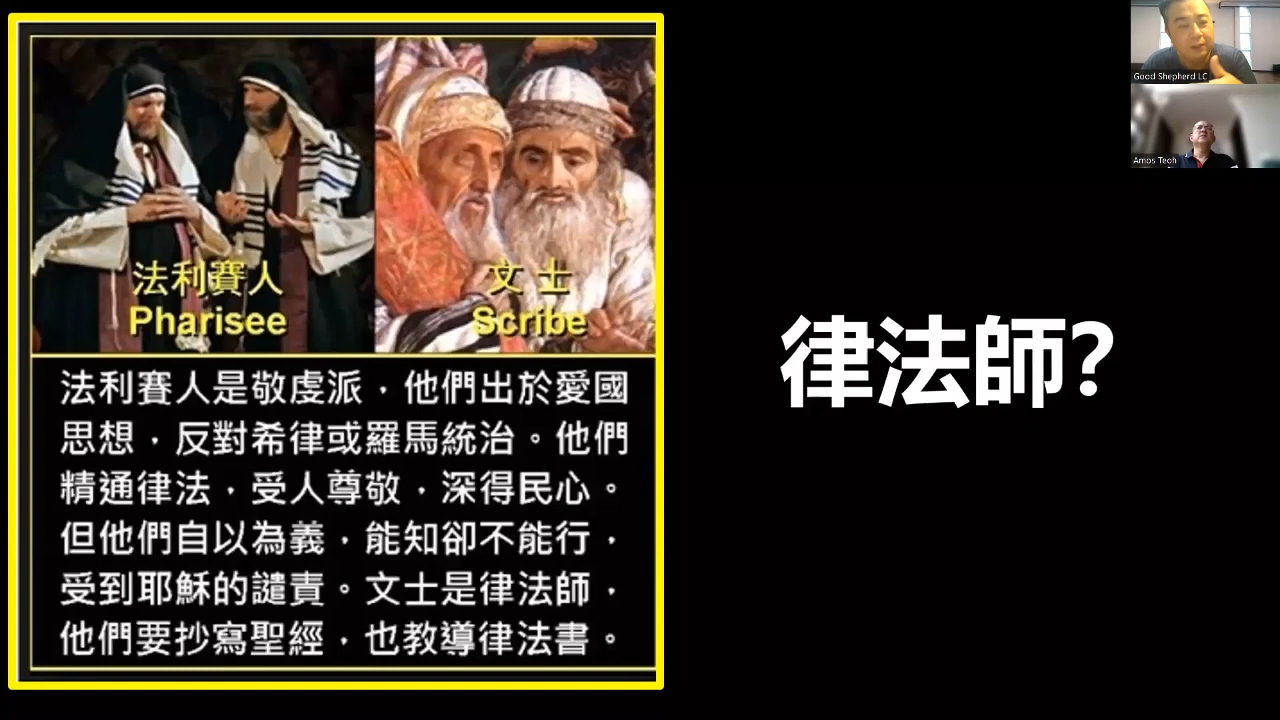 法利賽人
Pharisee
文士
Scribe
法利賽人是敬虔派，他們出於愛國
思想，反對希律或羅馬統治。他們
精通律法，受人尊敬，深得民心。
但他們自以為義，能知卻不能行，
受到耶穌的譴責。文士是律法師，
他們要抄寫聖經，也教導律法書。
律法師?
Good Shepherd LC
Amos Teoh